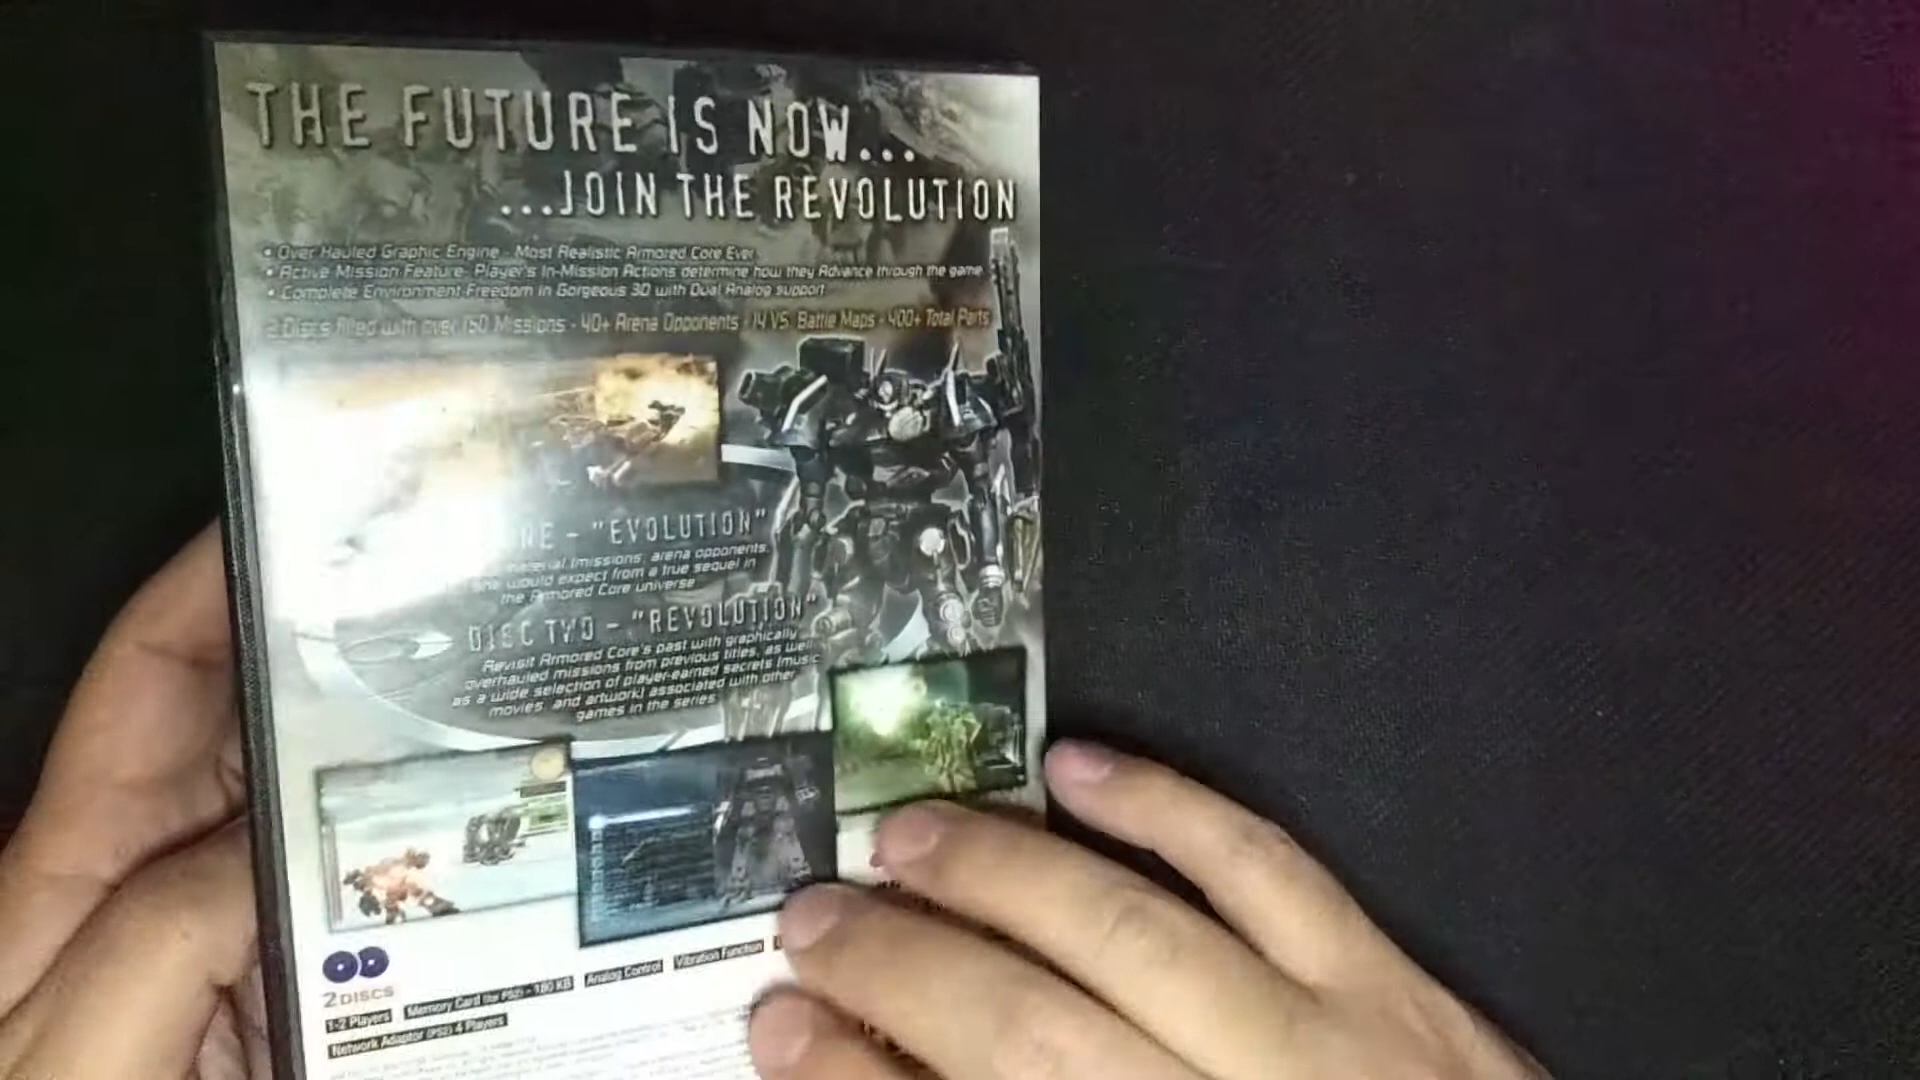 THE FUTURE IS NOW...
...JOIN THE REVOLUTION
• Over Hauled Graphic Engine - Most Realistic Armored Core Ever
• Active Mission Feature- Player's In-Mission Actions determine how they Advance through the game
• Complete Environment Freedom in Gorgeous 3D with Dual Analog support
2 Discs filled with over 150 Missions - 40+ Arena Opponents - 14 VS. Battle Maps - 400+ Total Parts
NE - "EVOLUTION"
material (missions, arena opponents,
one would expect from a true sequel in
the Armored Core universe
DISC TWO - "REVOLUTION"
Revisit Armored Core's past with graphically
overhauled missions from previous titles, as well
as a wide selection of player-earned secrets (music
movies, and artwork) associated with other
games in the series
2 DISCS
1-2 Players
Memory Card (for PS2) - 180 KB
Analog Control
Vibration Function
Network Adaptor (PS2) 4 Players